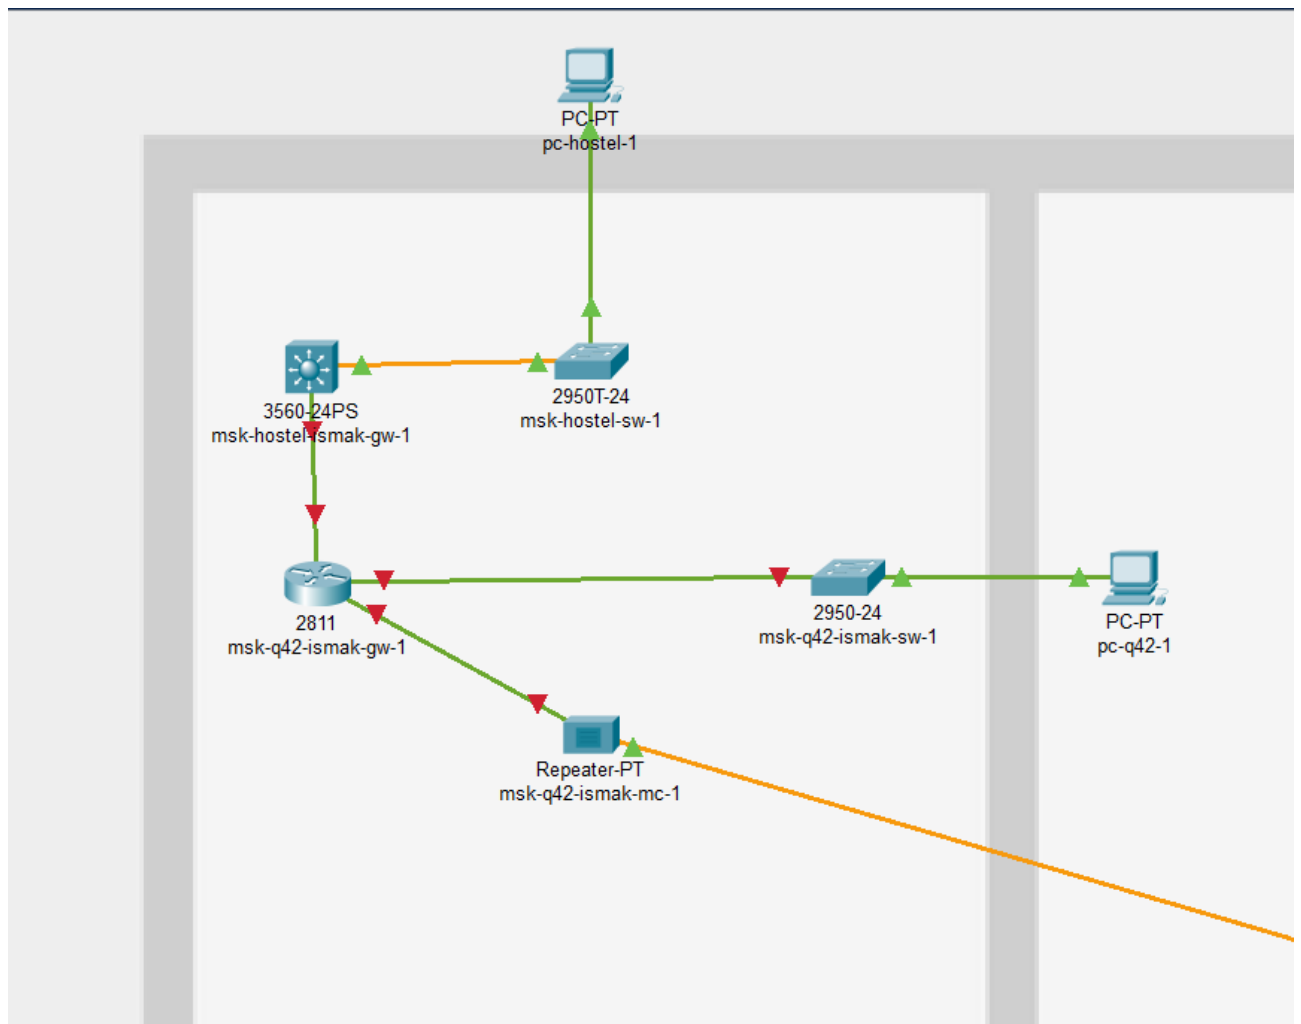 PC-PT
pc-hostel-1
3560-24PS
msk-hostel-ismak-gw-1
2950T-24
msk-hostel-sw-1
2811
msk-q42-ismak-gw-1
2950-24
msk-q42-ismak-sw-1
PC-PT
pc-q42-1
Repeater-PT
msk-q42-ismak-mc-1